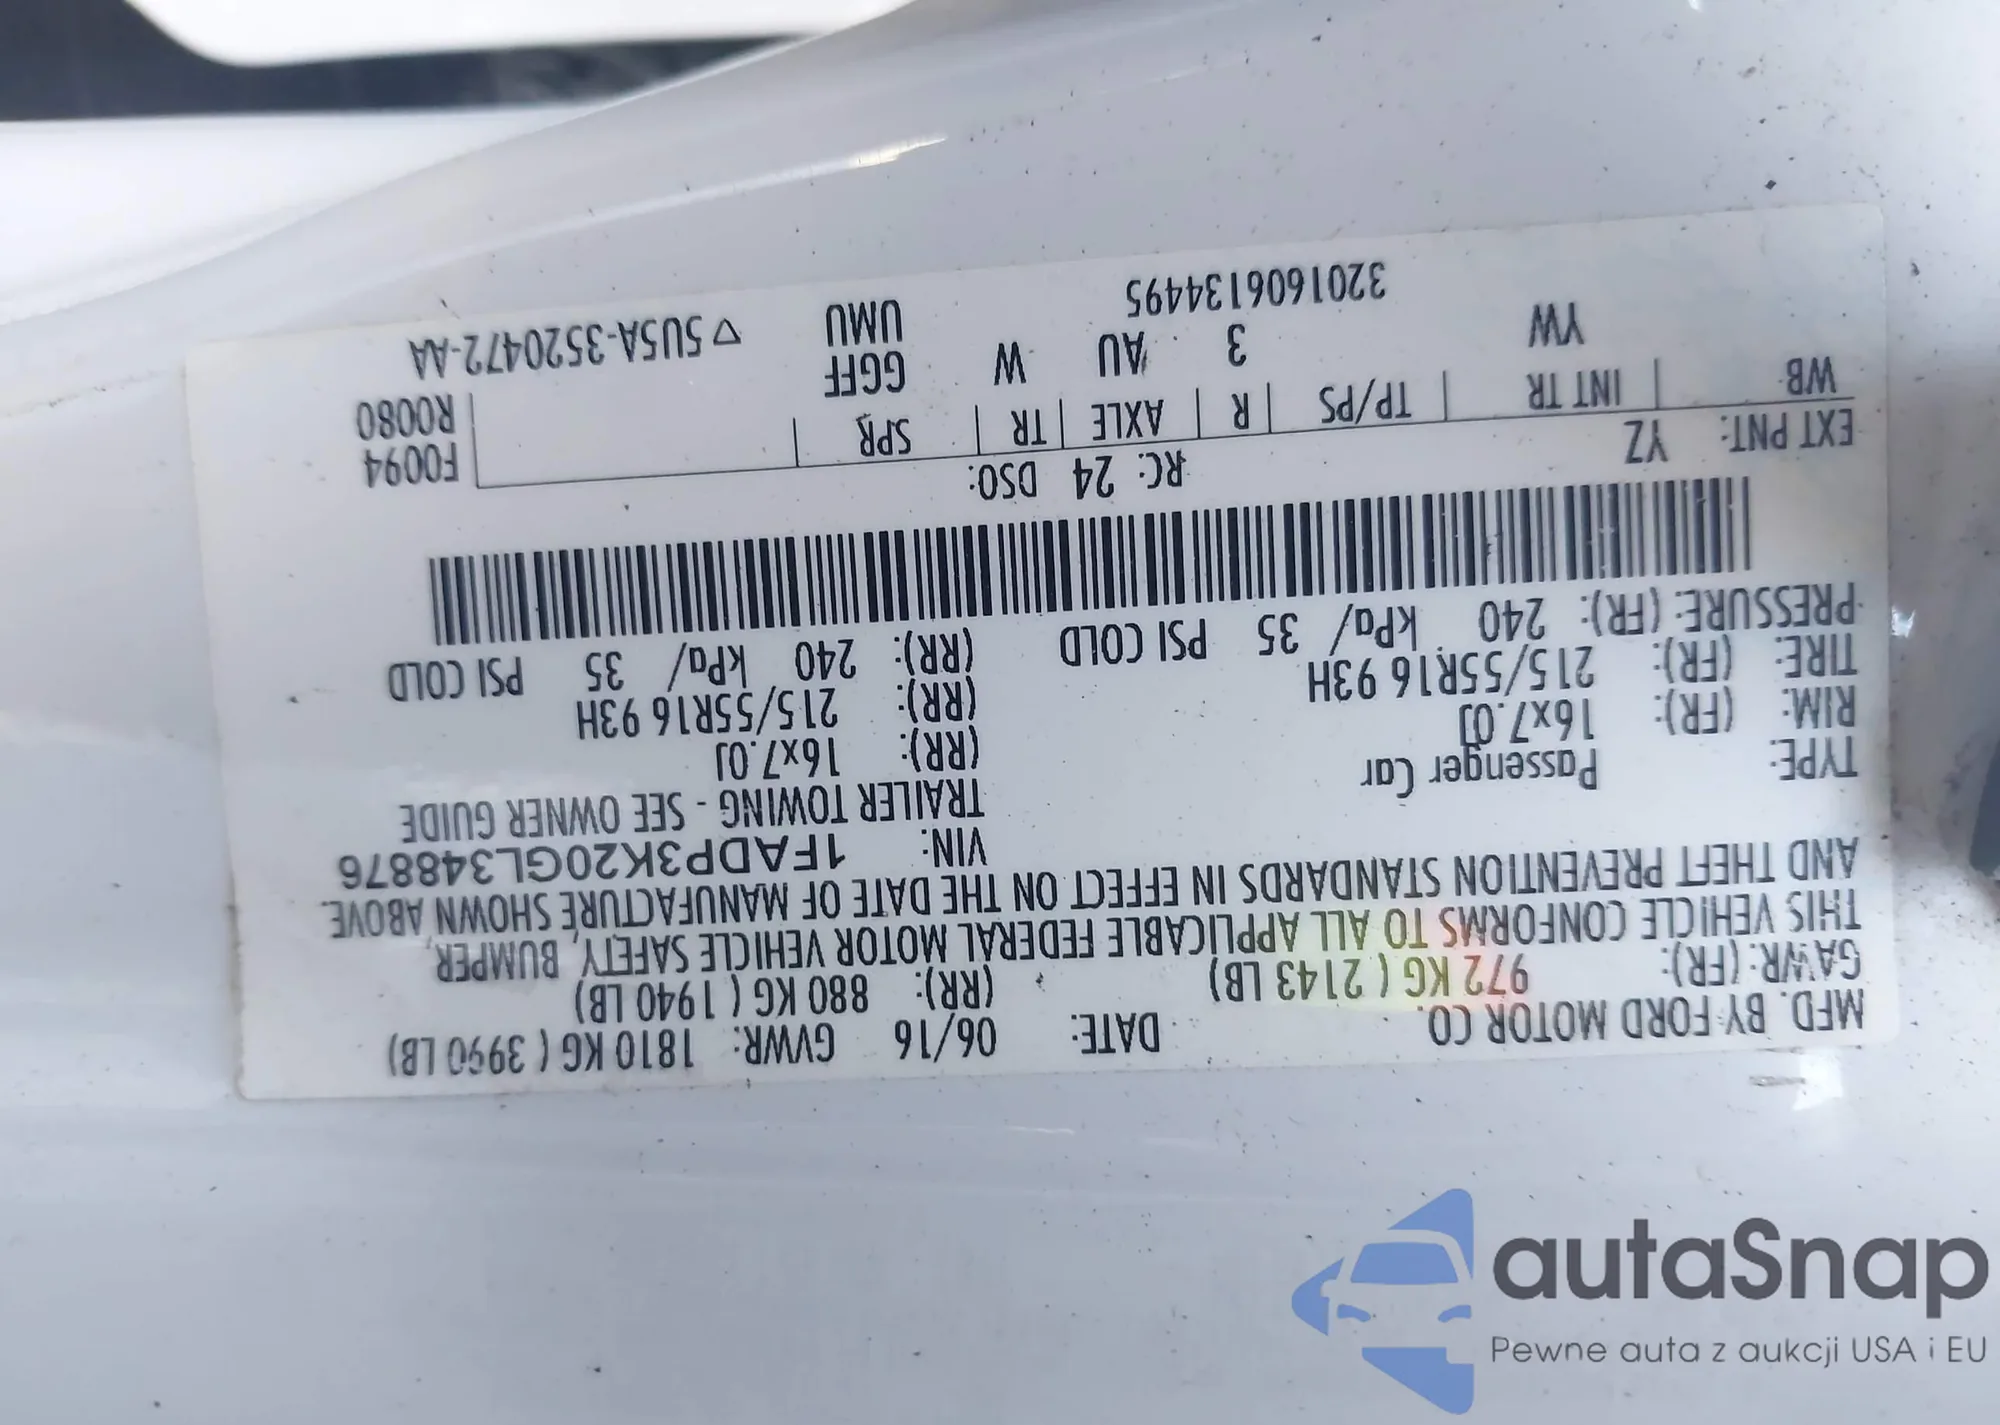 MFD. BY FORD MOTOR CO.
DATE: 06/16 GVWR: 1810 KG ( 3990 LB)
GAWR: (FR): 972 KG ( 2143 LB) (RR): 880 KG ( 1940 LB)
THIS VEHICLE CONFORMS TO ALL APPLICABLE FEDERAL MOTOR VEHICLE SAFETY, BUMPER,
AND THEFT PREVENTION STANDARDS IN EFFECT ON THE DATE OF MANUFACTURE SHOWN ABOVE.
VIN: 1FADP3K20GL348876
TYPE: Passenger Car TRAILER TOWING - SEE OWNER GUIDE
RIM: (FR): 16x7.0J (RR): 16x7.0J
TIRE: (FR): 215/55R16 93H (RR): 215/55R16 93H
PRESSURE: (FR): 240 kPa/ 35 PSI COLD (RR): 240 kPa/ 35 PSI COLD
EXT PNT: YZ RC: 24 DSO: F0094
WB INT TR TP/PS R AXLE TR SPR R0080
YW 3 AU W GGFF
3201606134495 UMU ▽ 5U5A-3520472-AA
autaSnap
Pewne auta z aukcji USA i EU